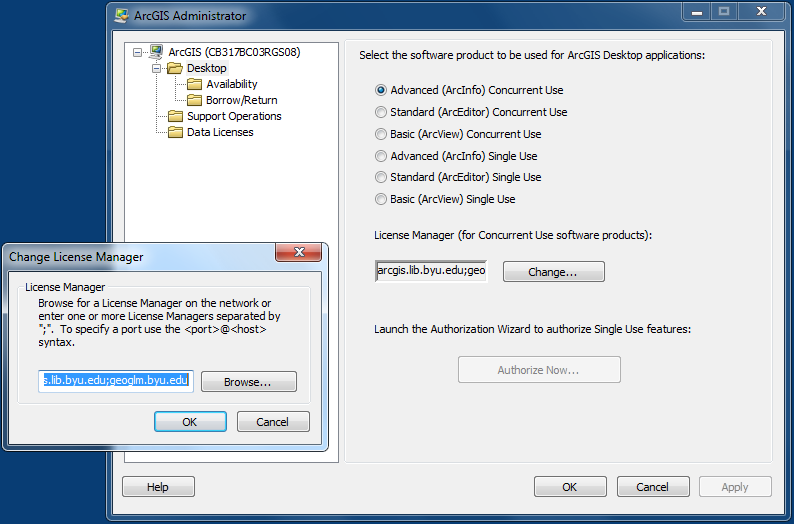 ArcGIS Administrator
ArcGIS (CB317BC03RGS08)
Desktop
Availability
Borrow/Return
Support Operations
Data Licenses
Select the software product to be used for ArcGIS Desktop applications:
Advanced (ArcInfo) Concurrent Use
Standard (ArcEditor) Concurrent Use
Basic (ArcView) Concurrent Use
Advanced (ArcInfo) Single Use
Standard (ArcEditor) Single Use
Basic (ArcView) Single Use
License Manager (for Concurrent Use software products):
arcgis.lib.byu.edu;geo
Change...
Launch the Authorization Wizard to authorize Single Use features:
Authorize Now...
Change License Manager
License Manager
Browse for a License Manager on the network or
enter one or more License Managers separated by
";". To specify a port use the <port>@<host>
syntax.
s.lib.byu.edu;geoglm.byu.edu
Browse...
OK
Cancel
Help
OK
Cancel
Apply